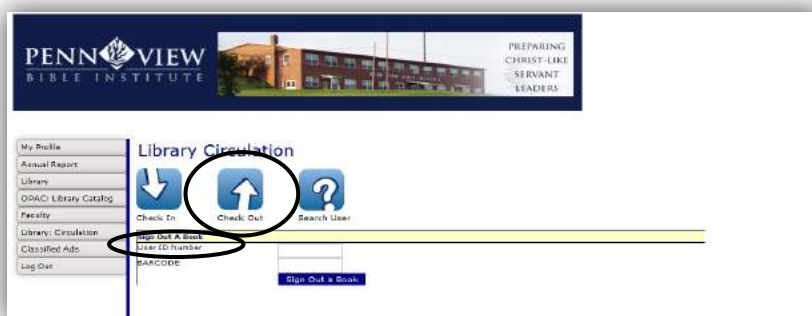 PENN VIEW
BIBLE INSTITUTE
PREPARING
CHRIST-LIKE
SERVANT
LEADERS
My Profile
Annual Report
Library
OPAC: Library Catalog
Faculty
Library: Circulation
Classified Ads
Log Out
Library Circulation
Check In Check Out Search User
Sign Out A Book
User ID Number
BARCODE
Sign Out a Book